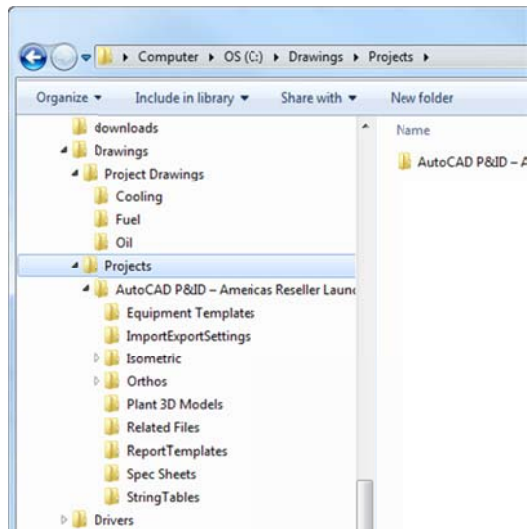 Computer OS (C:) Drawings Projects
Organize Include in library Share with New folder
Name
AutoCAD P&ID – A
downloads
Drawings
Project Drawings
Cooling
Fuel
Oil
Projects
AutoCAD P&ID – Americas Reseller Launc
Equipment Templates
ImportExportSettings
Isometric
Orthos
Plant 3D Models
Related Files
ReportTemplates
Spec Sheets
StringTables
Drivers